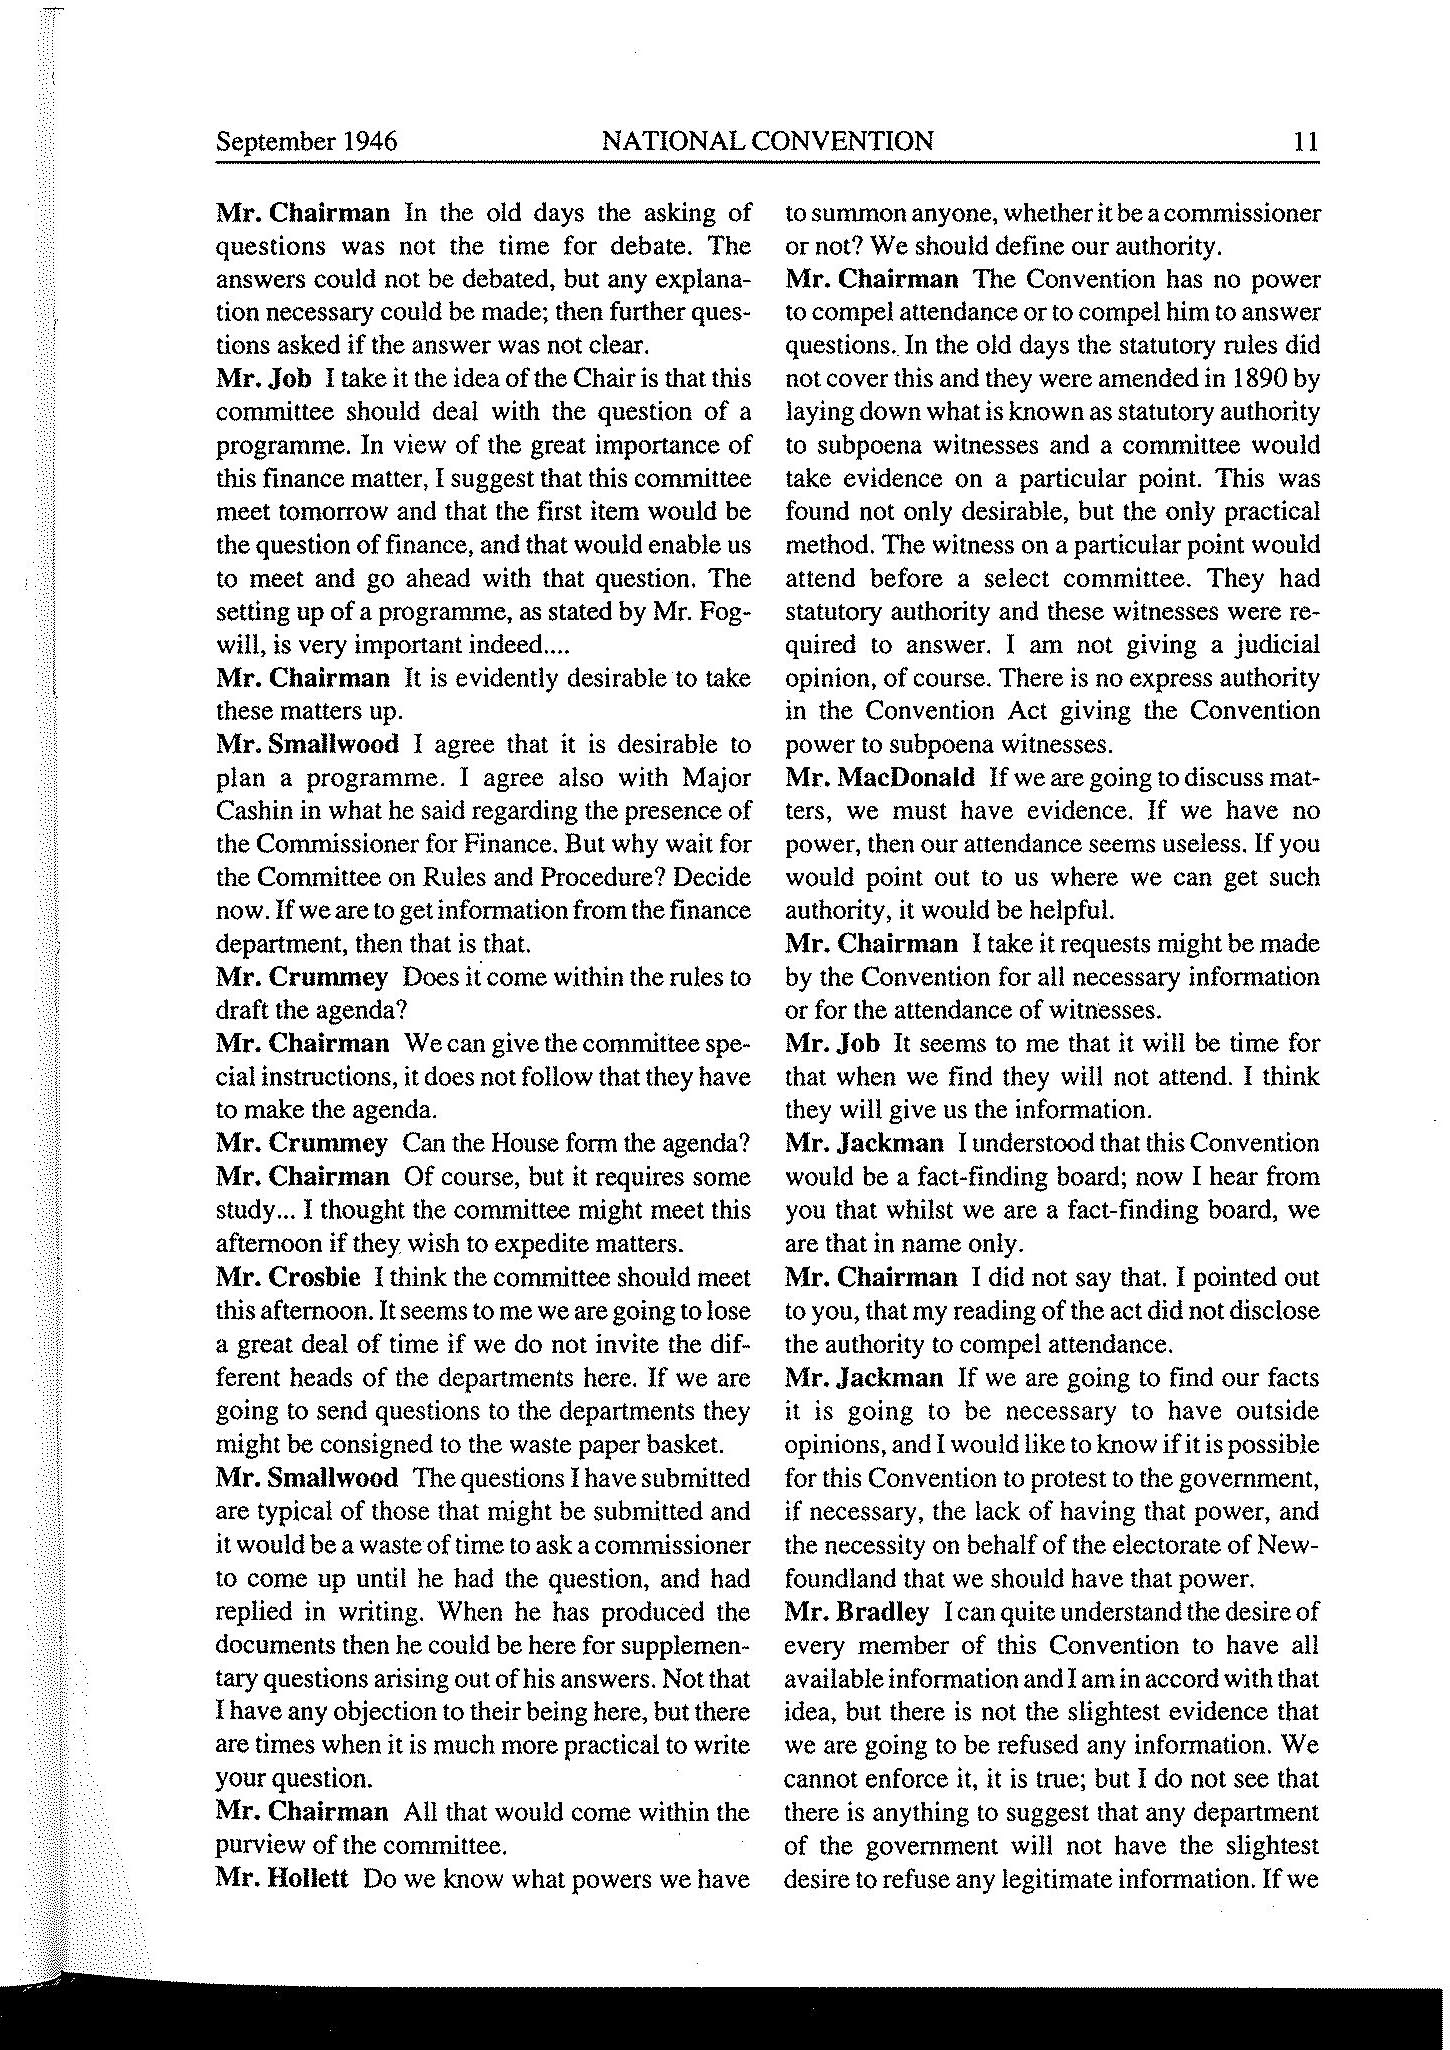 September 1946 NATIONAL CONVENTION 11
Mr. Chairman In the old days the asking of
questions was not the time for debate. The
answers could not be debated, but any explana-
tion necessary could be made; then further ques-
tions asked if the answer was not clear.
Mr. Job I take it the idea of the Chair is that this
committee should deal with the question of a
programme. In view of the great importance of
this finance matter, I suggest that this committee
meet tomorrow and that the first item would be
the question of finance, and that would enable us
to meet and go ahead with that question. The
setting up of a programme, as stated by Mr. Fog-
will, is very important indeed....
Mr. Chairman It is evidently desirable to take
these matters up.
Mr. Smallwood I agree that it is desirable to
plan a programme. I agree also with Major
Cashin in what he said regarding the presence of
the Commissioner for Finance. But why wait for
the Committee on Rules and Procedure? Decide
now. If we are to get information from the finance
department, then that is that.
Mr. Crummey Does it come within the rules to
draft the agenda?
Mr. Chairman We can give the committee spe-
cial instructions, it does not follow that they have
to make the agenda.
Mr. Crummey Can the House form the agenda?
Mr. Chairman Of course, but it requires some
study... I thought the committee might meet this
afternoon if they wish to expedite matters.
Mr. Crosbie I think the committee should meet
this afternoon. It seems to me we are going to lose
a great deal of time if we do not invite the dif-
ferent heads of the departments here. If we are
going to send questions to the departments they
might be consigned to the waste paper basket.
Mr. Smallwood The questions I have submitted
are typical of those that might be submitted and
it would be a waste of time to ask a commissioner
to come up until he had the question, and had
replied in writing. When he has produced the
documents then he could be here for supplemen-
tary questions arising out of his answers. Not that
I have any objection to their being here, but there
are times when it is much more practical to write
your question.
Mr. Chairman All that would come within the
purview of the committee.
Mr. Hollett Do we know what powers we have
to summon anyone, whether it be a commissioner
or not? We should define our authority.
Mr. Chairman The Convention has no power
to compel attendance or to compel him to answer
questions. In the old days the statutory rules did
not cover this and they were amended in 1890 by
laying down what is known as statutory authority
to subpoena witnesses and a committee would
take evidence on a particular point. This was
found not only desirable, but the only practical
method. The witness on a particular point would
attend before a select committee. They had
statutory authority and these witnesses were re-
quired to answer. I am not giving a judicial
opinion, of course. There is no express authority
in the Convention Act giving the Convention
power to subpoena witnesses.
Mr. MacDonald If we are going to discuss mat-
ters, we must have evidence. If we have no
power, then our attendance seems useless. If you
would point out to us where we can get such
authority, it would be helpful.
Mr. Chairman I take it requests might be made
by the Convention for all necessary information
or for the attendance of witnesses.
Mr. Job It seems to me that it will be time for
that when we find they will not attend. I think
they will give us the information.
Mr. Jackman I understood that this Convention
would be a fact-finding board; now I hear from
you that whilst we are a fact-finding board, we
are that in name only.
Mr. Chairman I did not say that. I pointed out
to you, that my reading of the act did not disclose
the authority to compel attendance.
Mr. Jackman If we are going to find our facts
it is going to be necessary to have outside
opinions, and I would like to know if it is possible
for this Convention to protest to the government,
if necessary, the lack of having that power, and
the necessity on behalf of the electorate of New-
foundland that we should have that power.
Mr. Bradley I can quite understand the desire of
every member of this Convention to have all
available information and I am in accord with that
idea, but there is not the slightest evidence that
we are going to be refused any information. We
cannot enforce it, it is true; but I do not see that
there is anything to suggest that any department
of the government will not have the slightest
desire to refuse any legitimate information. If we